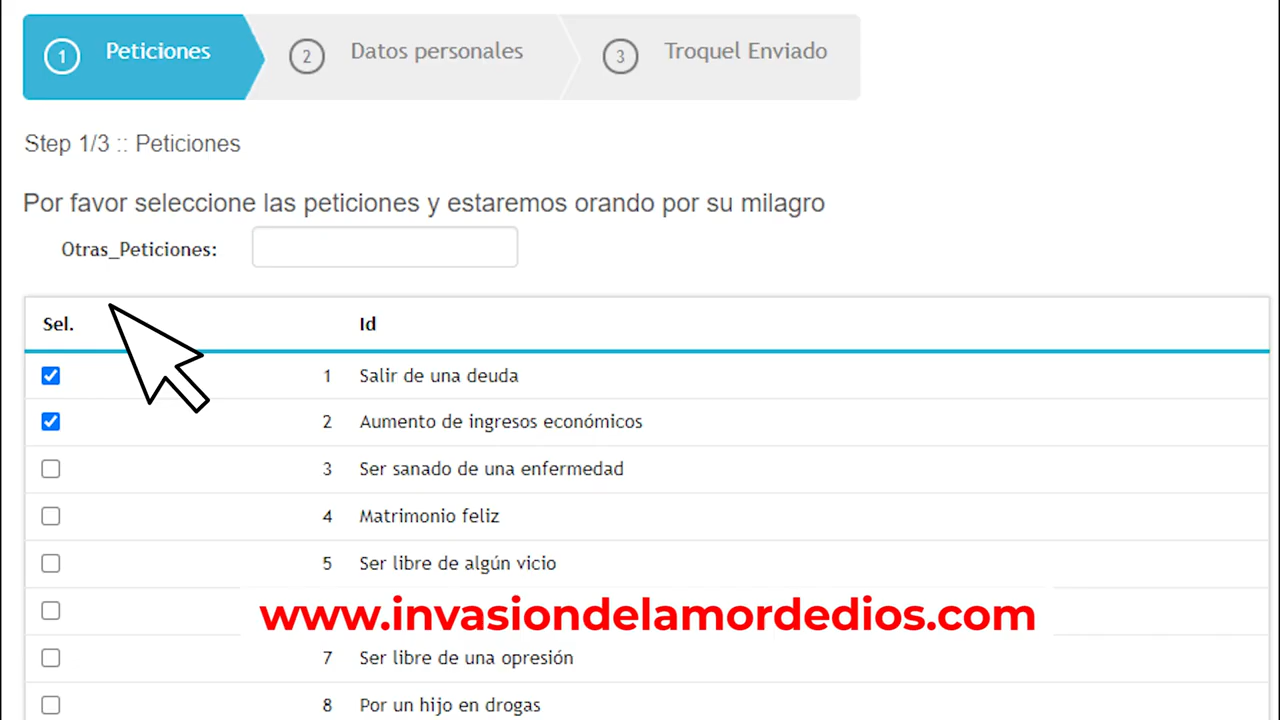 1 Peticiones
2 Datos personales
3 Troquel Enviado
Step 1/3 :: Peticiones
Por favor seleccione las peticiones y estaremos orando por su milagro
Otras_Peticiones:
Sel. Id
1 Salir de una deuda
2 Aumento de ingresos económicos
3 Ser sanado de una enfermedad
4 Matrimonio feliz
5 Ser libre de algún vicio
www.invasiondelamordedios.com
7 Ser libre de una opresión
8 Por un hijo en drogas